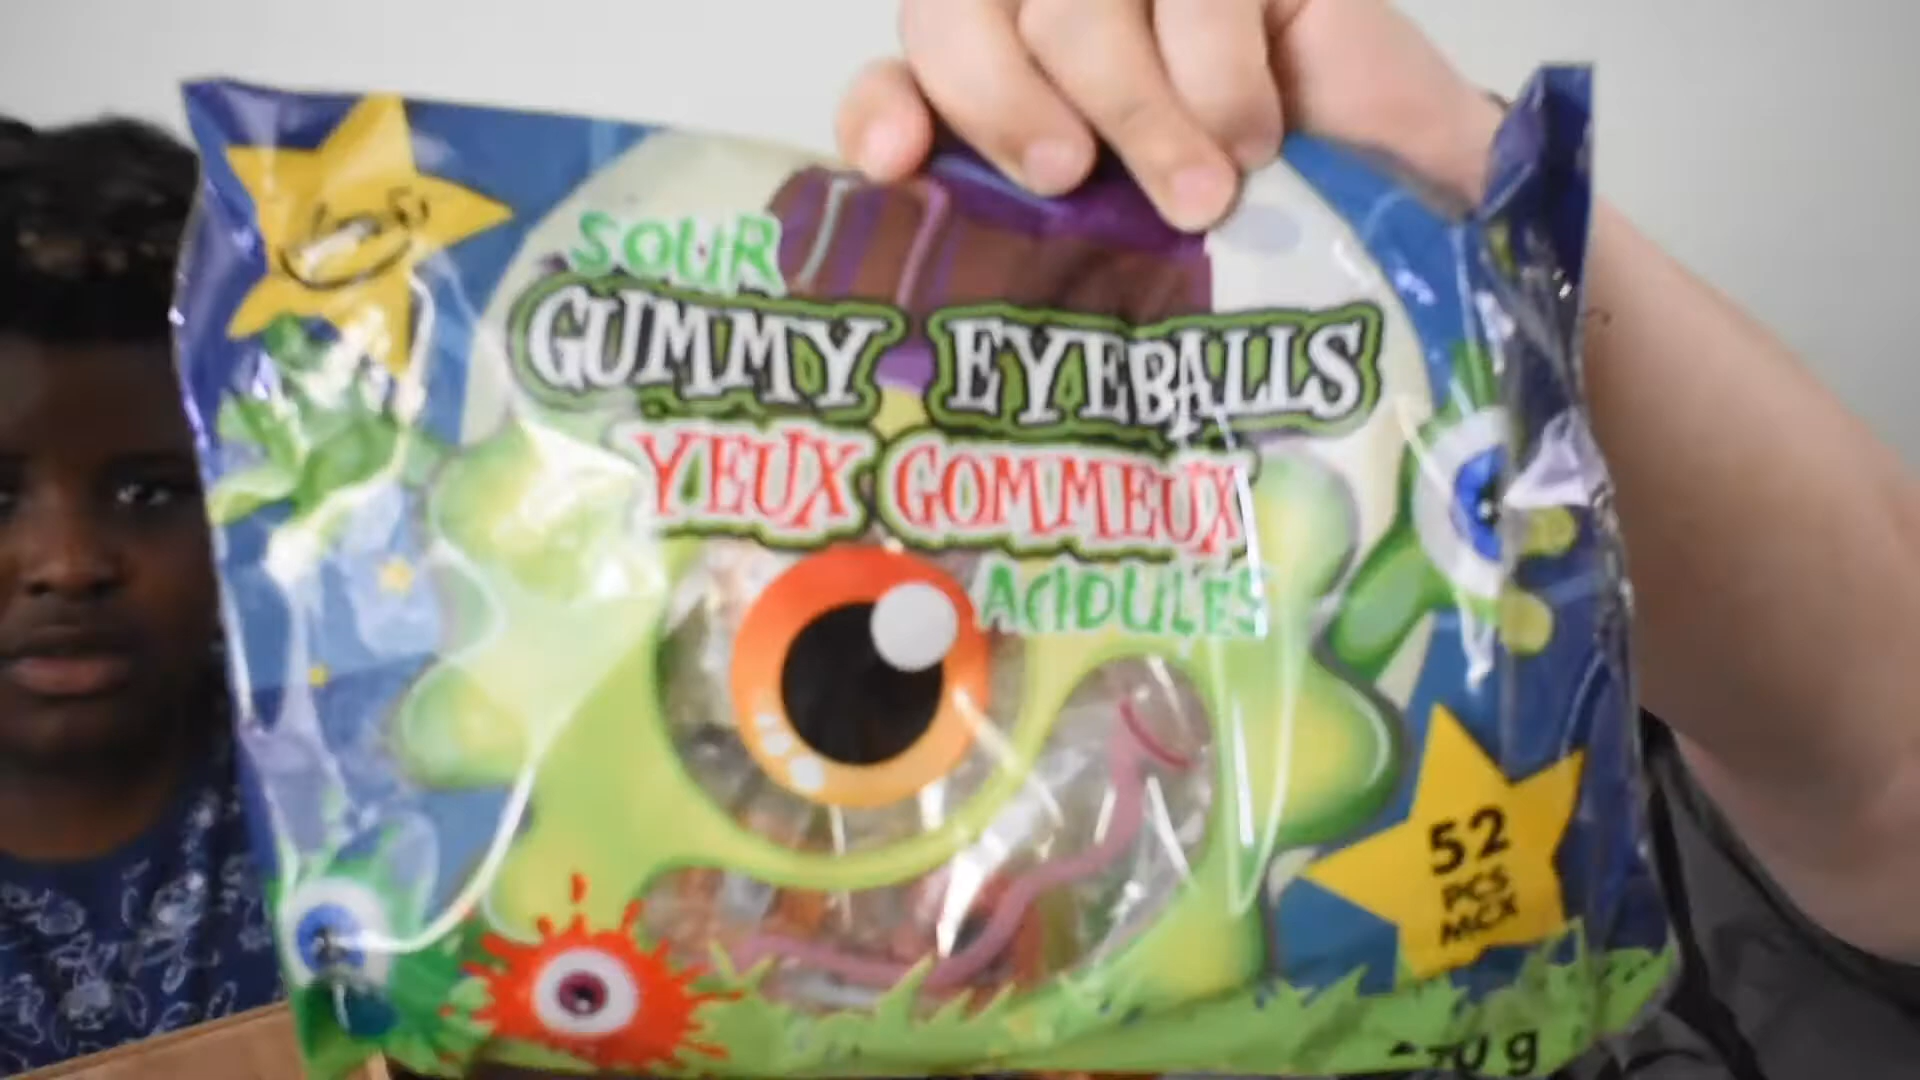 SOUR
GUMMY EYEBALLS
YEUX GOMMEUX
ACIDULES
52
PCS
MCX
g